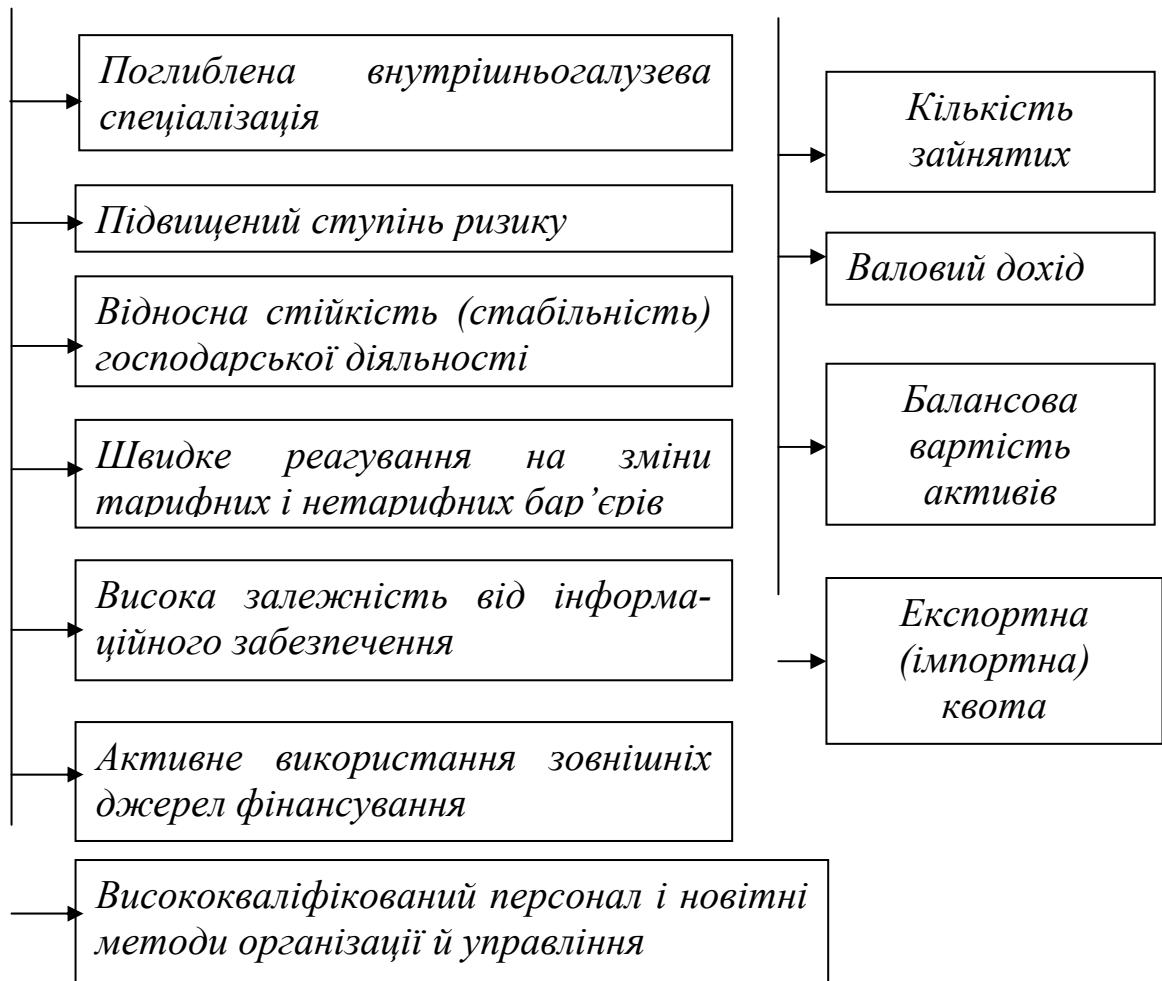 Поглиблена внутрішньогалузева
спеціалізація
Підвищений ступінь ризику
Відносна стійкість (стабільність)
господарської діяльності
Швидке реагування на зміни
тарифних і нетарифних бар’єрів
Висока залежність від інформа-
ційного забезпечення
Активне використання зовнішніх
джерел фінансування
Висококваліфікований персонал і новітні
методи організації й управління
Кількість
зайнятих
Валовий дохід
Балансова
вартість
активів
Експортна
(імпортна)
квота